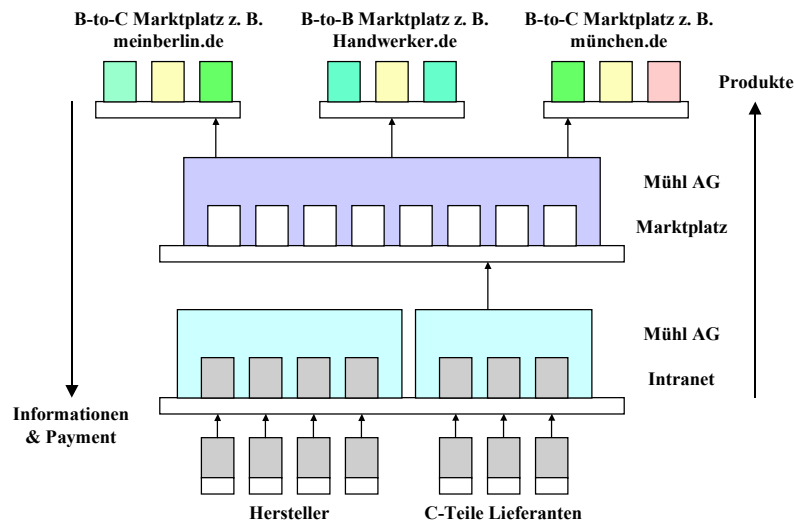 B-to-C Marktplatz z. B.
meinberlin.de
B-to-B Marktplatz z. B.
Handwerker.de
B-to-C Marktplatz z. B.
münchen.de
Produkte
Mühl AG
Marktplatz
Mühl AG
Intranet
Informationen
& Payment
Hersteller
C-Teile Lieferanten